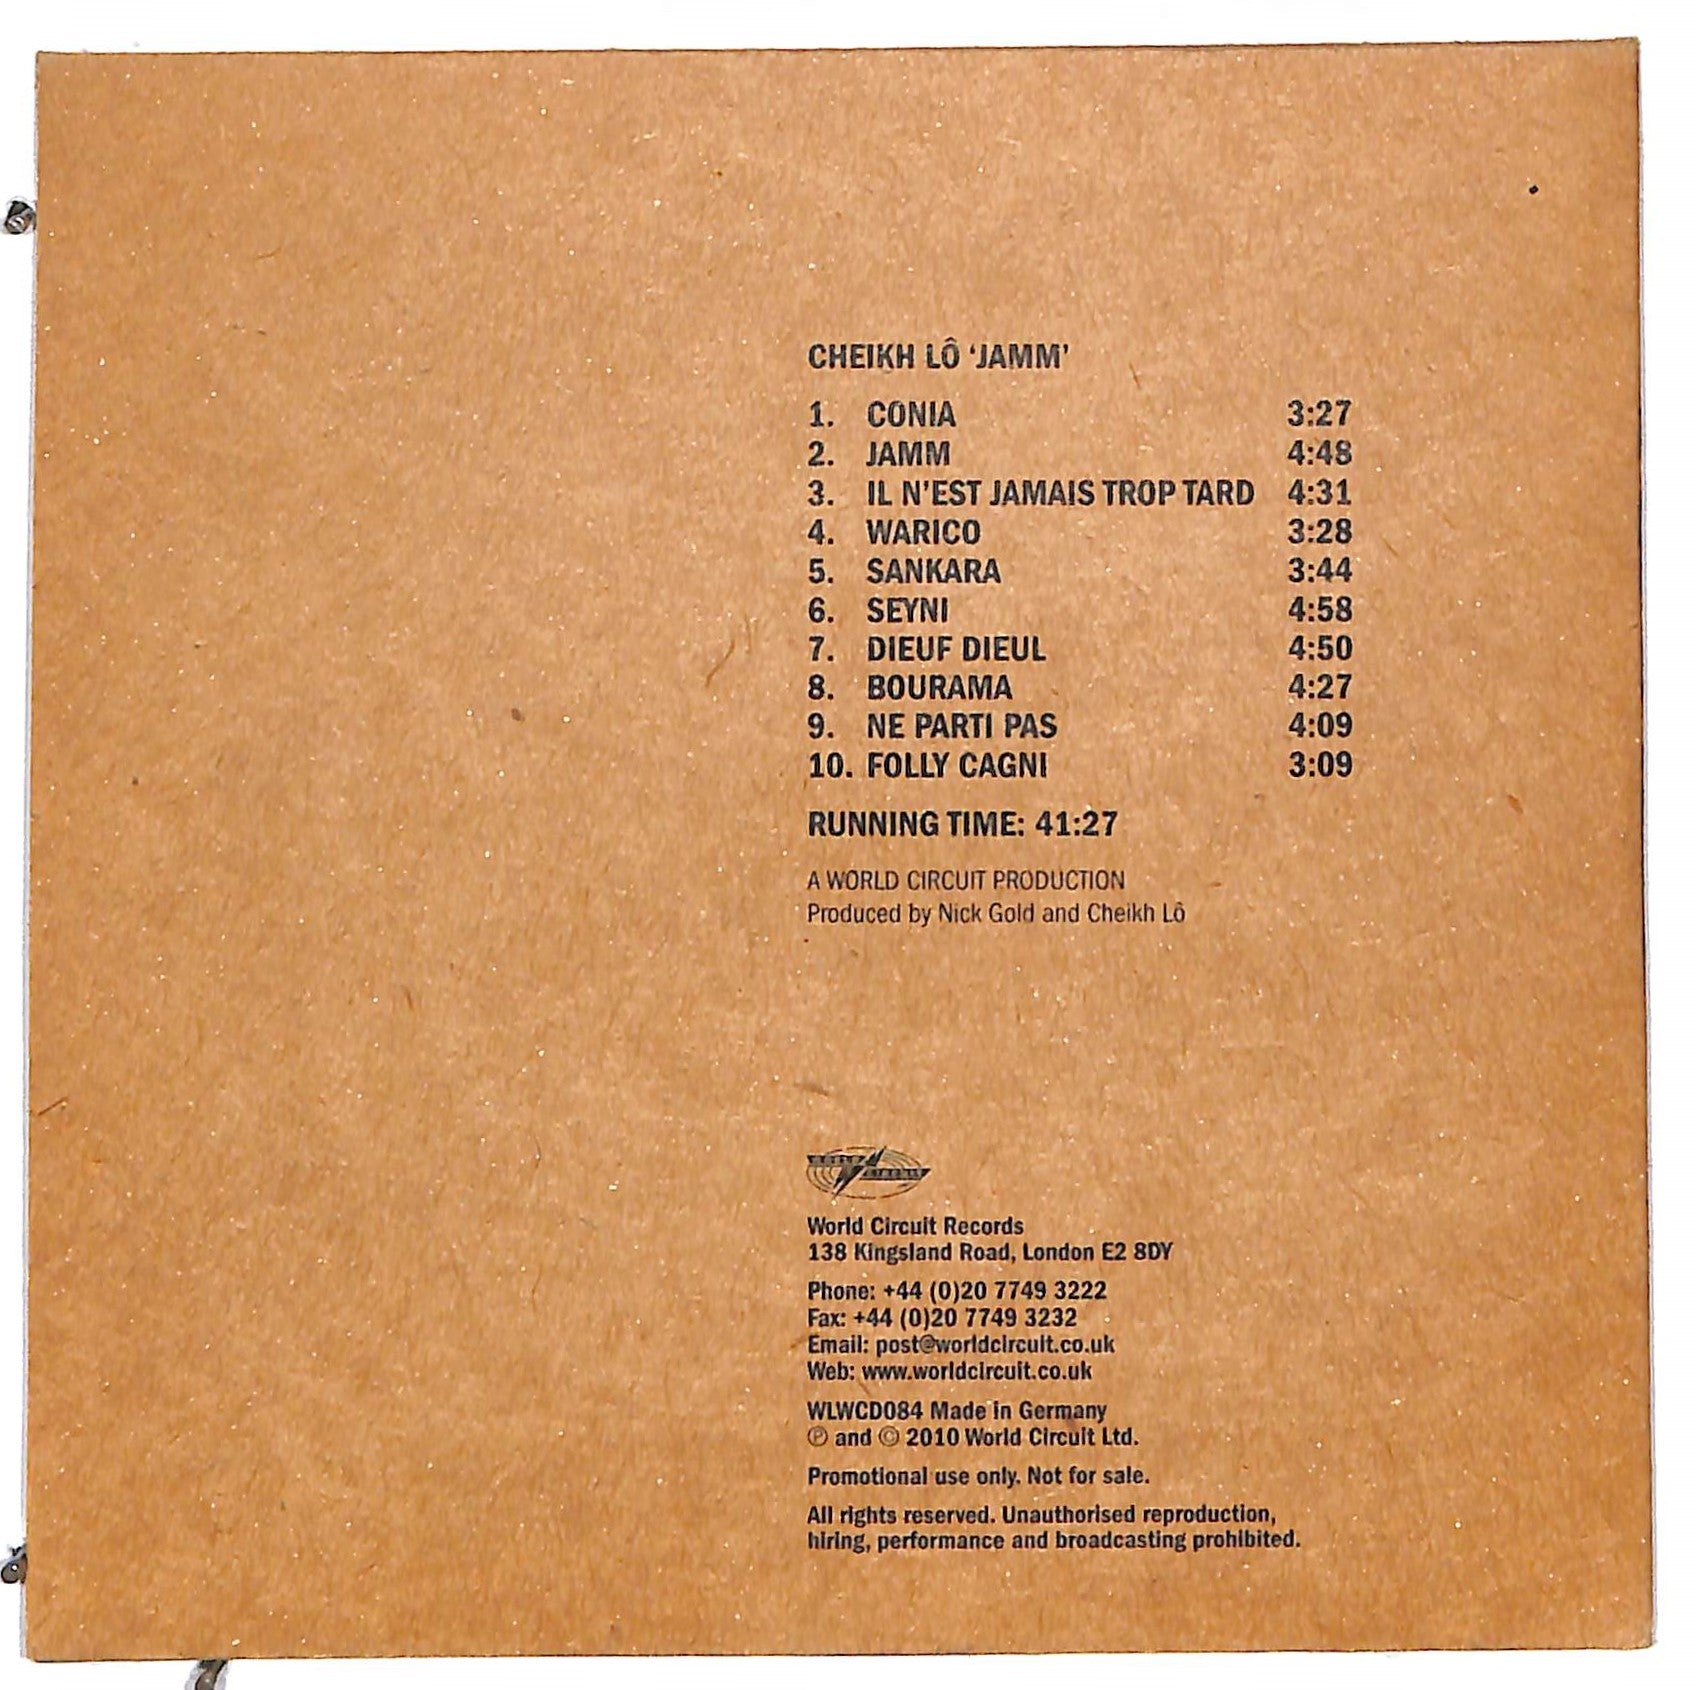 CHEIKH LÔ ‘JAMM’
1. CONIA 3:27
2. JAMM 4:48
3. IL N’EST JAMAIS TROP TARD 4:31
4. WARICO 3:28
5. SANKARA 3:44
6. SEYNI 4:58
7. DIEUF DIEUL 4:50
8. BOURAMA 4:27
9. NE PARTI PAS 4:09
10. FOLLY CAGNI 3:09
RUNNING TIME: 41:27
A WORLD CIRCUIT PRODUCTION
Produced by Nick Gold and Cheikh Lô
WORLD CIRCUIT
World Circuit Records
138 Kingsland Road, London E2 8DY
Phone: +44 (0)20 7749 3222
Fax: +44 (0)20 7749 3232
Email: post@worldcircuit.co.uk
Web: www.worldcircuit.co.uk
WLWCD084 Made in Germany
℗ and © 2010 World Circuit Ltd.
Promotional use only. Not for sale.
All rights reserved. Unauthorised reproduction,
hiring, performance and broadcasting prohibited.